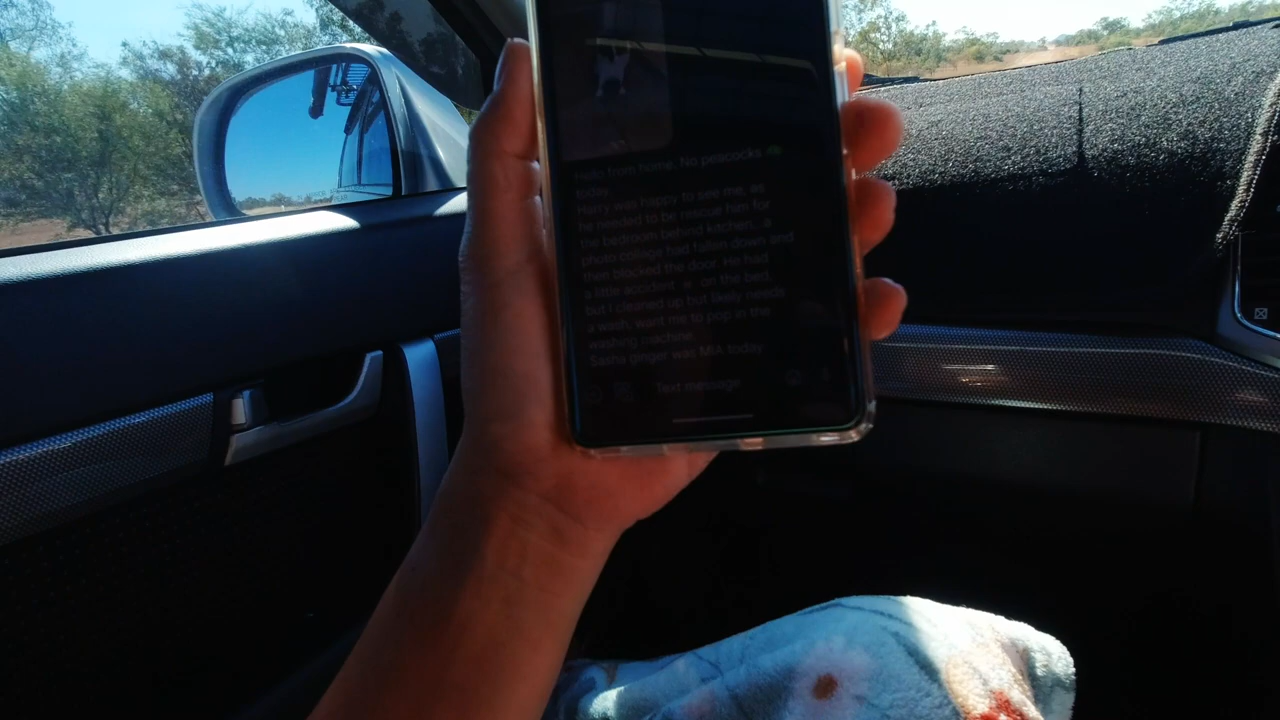 Hello from home. No peacocks
today.
Harry was happy to see me, as
he needed to be rescue him for
the bedroom behind kitchen. a
photo collage had fallen down and
then blocked the door. He had
a little accident on the bed,
but I cleaned up but likely needs
a wash, want me to pop in the
washing machine.
Sasha ginger was MIA today
Text message